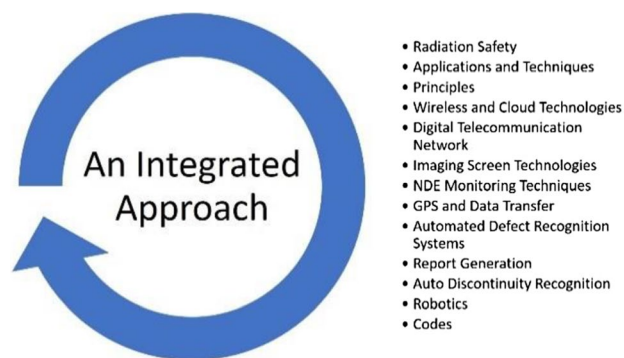 An Integrated
Approach
• Radiation Safety
• Applications and Techniques
• Principles
• Wireless and Cloud Technologies
• Digital Telecommunication
Network
• Imaging Screen Technologies
• NDE Monitoring Techniques
• GPS and Data Transfer
• Automated Defect Recognition
Systems
• Report Generation
• Auto Discontinuity Recognition
• Robotics
• Codes